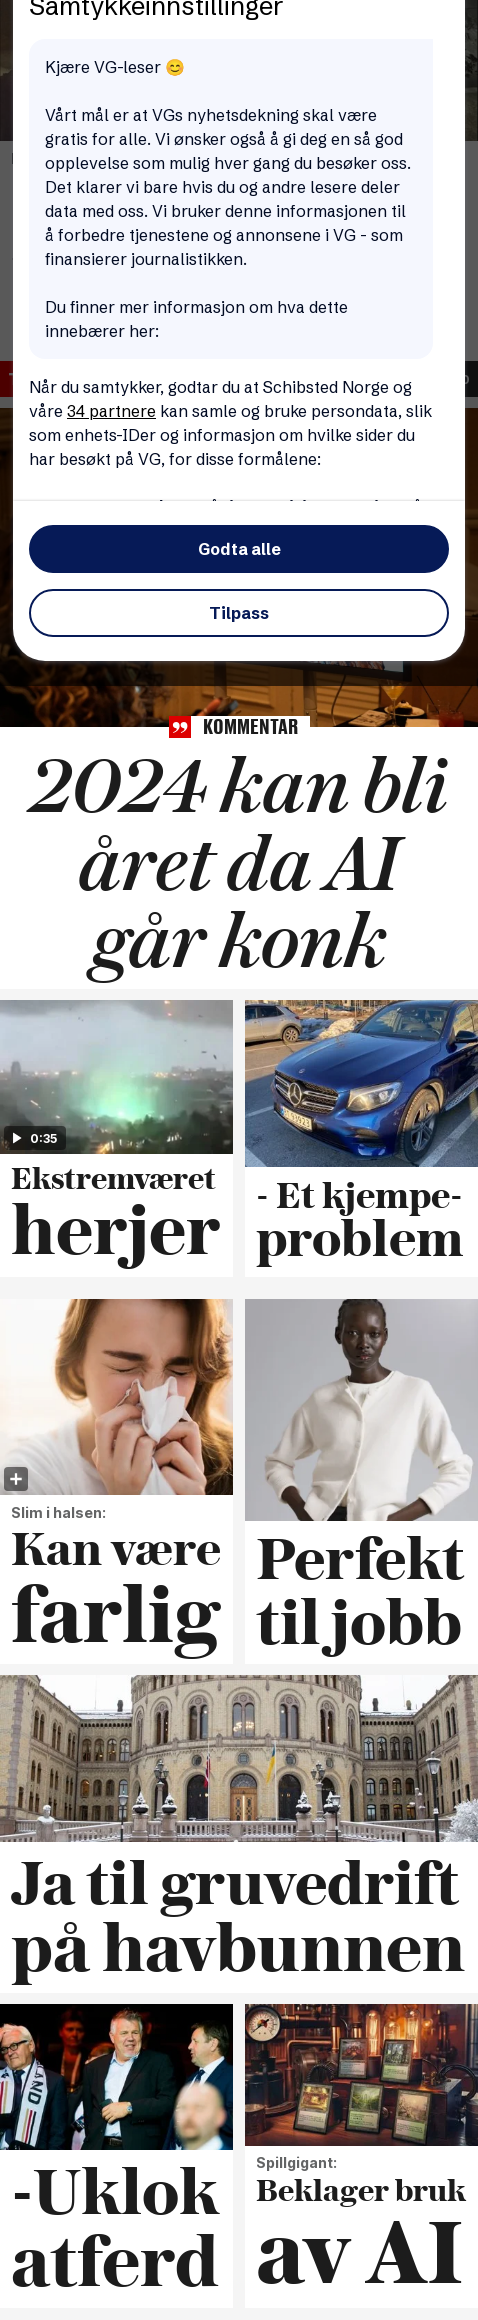 Samtykkeinnstillinger
Kjære VG-leser 😊
Vårt mål er at VGs nyhetsdekning skal være
gratis for alle. Vi ønsker også å gi deg en så god
opplevelse som mulig hver gang du besøker oss.
Det klarer vi bare hvis du og andre lesere deler
data med oss. Vi bruker denne informasjonen til
å forbedre tjenestene og annonsene i VG - som
finansierer journalistikken.
Du finner mer informasjon om hva dette
innebærer her:
Når du samtykker, godtar du at Schibsted Norge og
våre 34 partnere kan samle og bruke persondata, slik
som enhets-IDer og informasjon om hvilke sider du
har besøkt på VG, for disse formålene:
Godta alle
Tilpass
KOMMENTAR
2024 kan bli
året da AI
går konk
0:35
Ekstremværet
herjer
- Et kjempe-
problem
Slim i halsen:
Kan være
farlig
Perfekt
til jobb
Ja til gruvedrift
på havbunnen
-Uklok
atferd
Spillgigant:
Beklager bruk
av AI